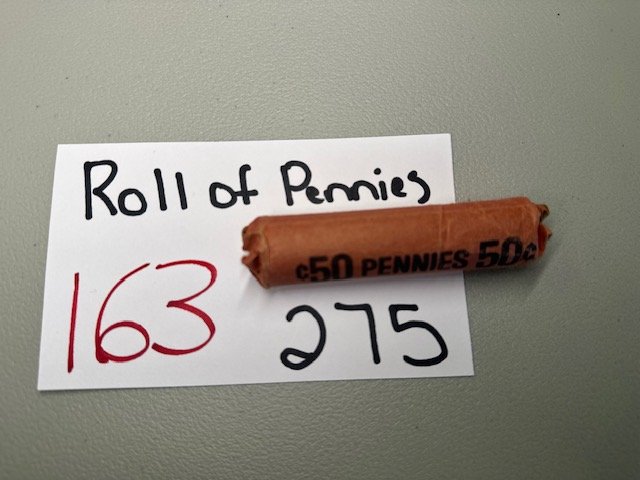 Roll of Pennies
¢50 PENNIES 50¢
163
275